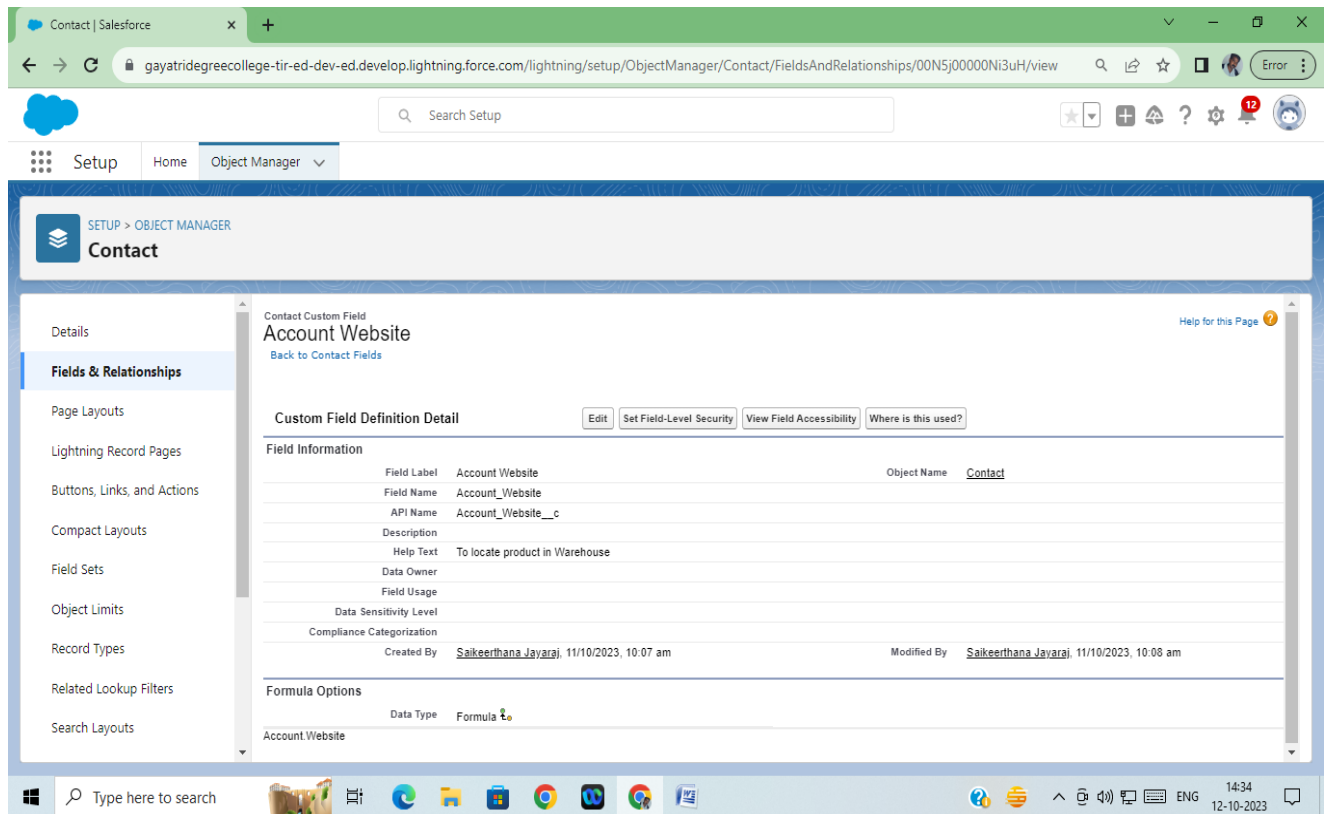 Contact | Salesforce
gayatridegreecollege-tir-ed-dev-ed.develop.lightning.force.com/lightning/setup/ObjectManager/Contact/FieldsAndRelationships/00N5j00000Ni3uH/view
Error
Search Setup
12
Setup Home Object Manager
SETUP > OBJECT MANAGER
Contact
Details
Fields & Relationships
Page Layouts
Lightning Record Pages
Buttons, Links, and Actions
Compact Layouts
Field Sets
Object Limits
Record Types
Related Lookup Filters
Search Layouts
Contact Custom Field
Account Website
Back to Contact Fields
Help for this Page
Custom Field Definition Detail Edit Set Field-Level Security View Field Accessibility Where is this used?
Field Information
Field Label Account Website Object Name Contact
Field Name Account_Website
API Name Account_Website__c
Description
Help Text To locate product in Warehouse
Data Owner
Field Usage
Data Sensitivity Level
Compliance Categorization
Created By Saikeerthana Jayaraj, 11/10/2023, 10:07 am Modified By Saikeerthana Jayaraj, 11/10/2023, 10:08 am
Formula Options
Data Type Formula
Account.Website
Type here to search
ENG
14:34
12-10-2023